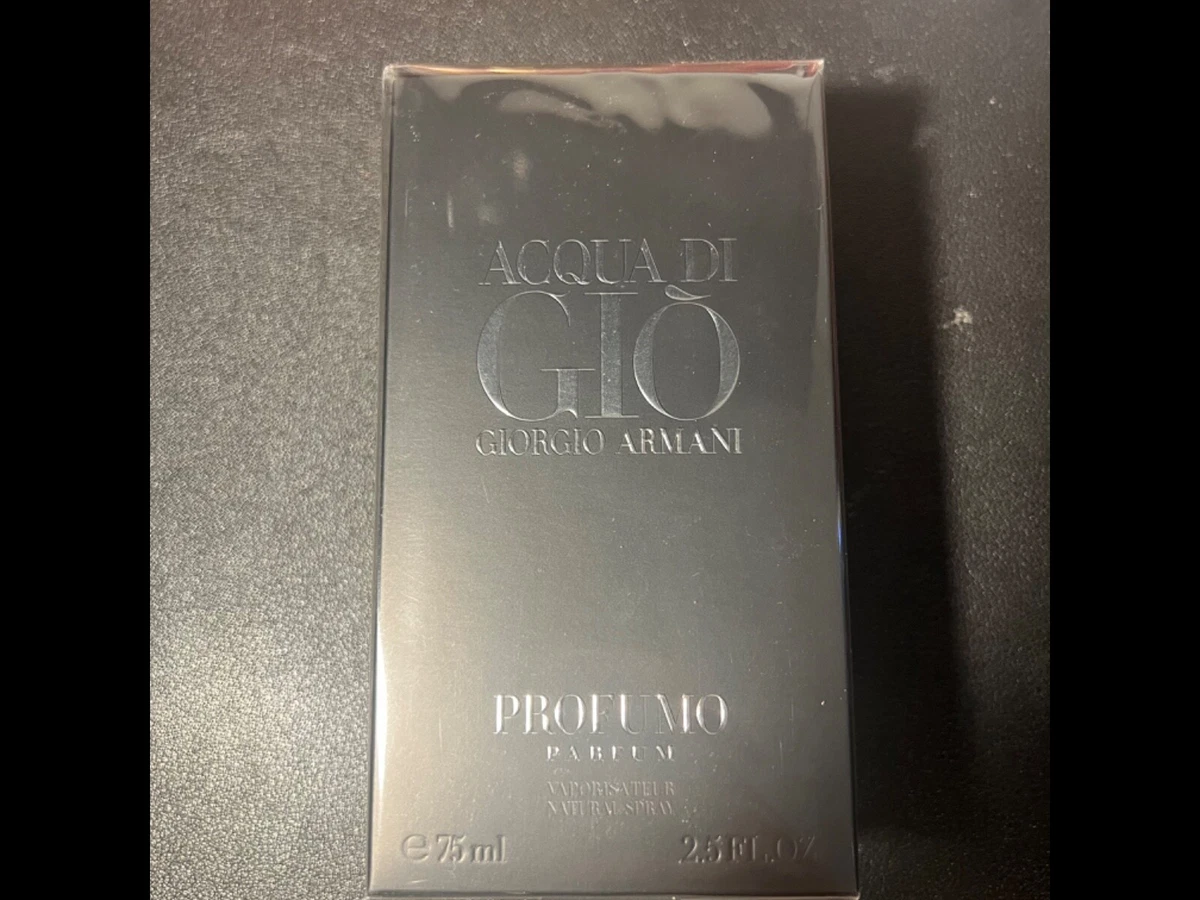 ACQUA DI
GIÒ
GIORGIO ARMANI
PROFUMO
PARFUM
VAPORISATEUR
NATURAL SPRAY
℮ 75 ml
2.5 FL.OZ